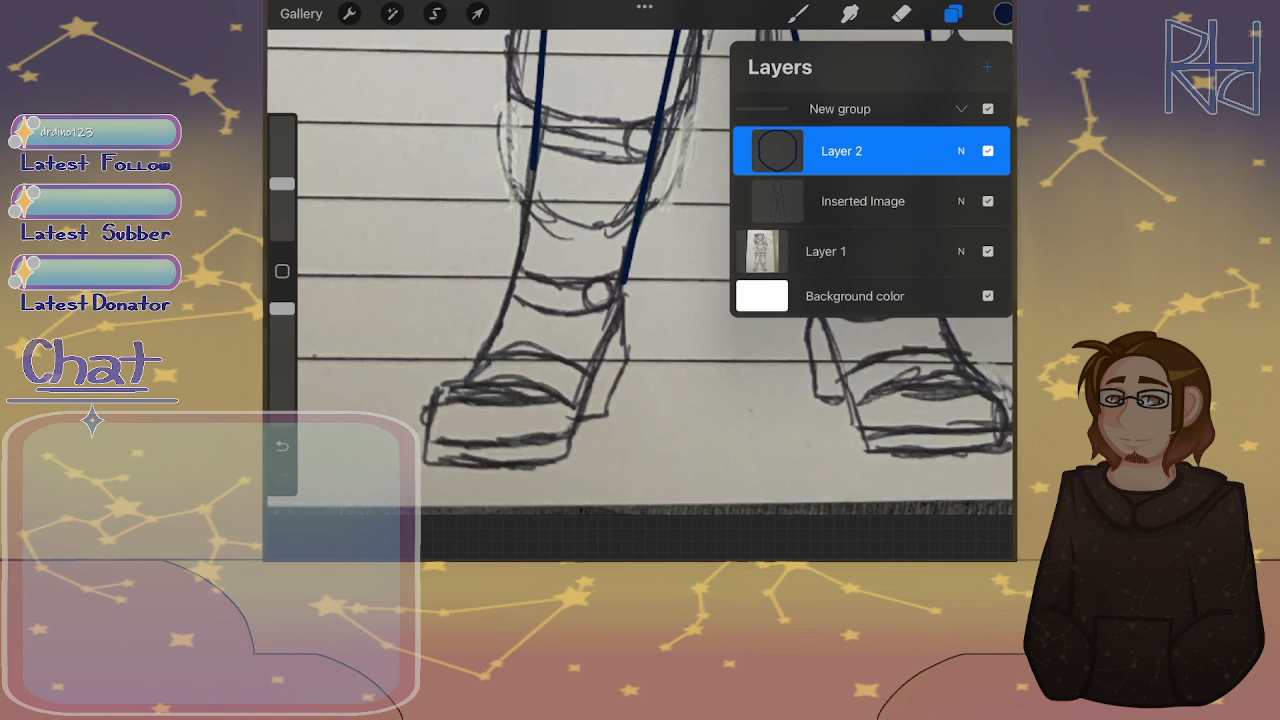 Gallery
Layers
New group
Layer 2 N
Inserted Image N
Layer 1 N
Background color
drdino123
Latest Follow
Latest Subber
Latest Donator
Chat